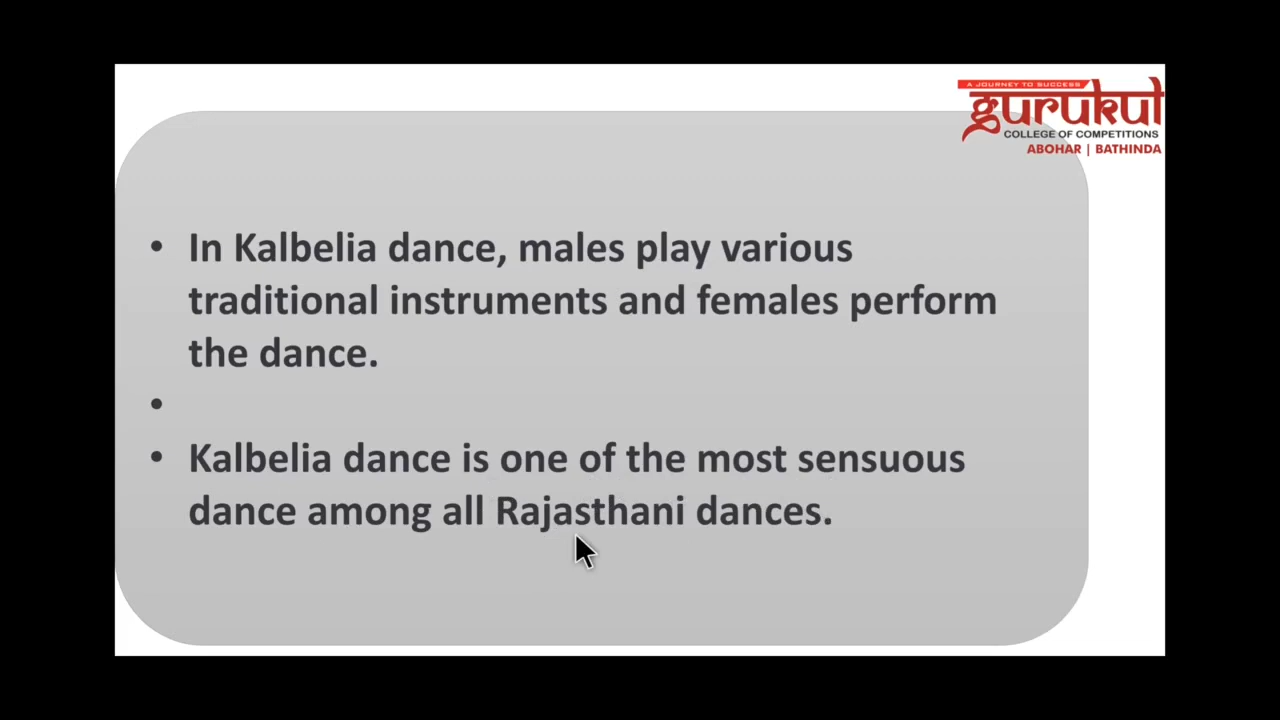 A JOURNEY TO SUCCESS
gurukul
COLLEGE OF COMPETITIONS
ABOHAR | BATHINDA
• In Kalbelia dance, males play various
traditional instruments and females perform
the dance.
•
• Kalbelia dance is one of the most sensuous
dance among all Rajasthani dances.